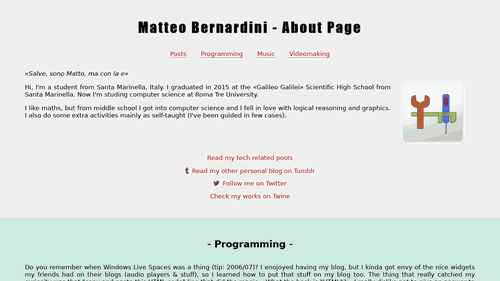 Matteo Bernardini - About Page
Posts Programming Music Videomaking
«Salve, sono Matto, ma con la e»
Hi, I'm a student from Santa Marinella, Italy. I graduated in 2015 at the «Galileo Galilei» Scientific High School from
Santa Marinella. Now I'm studing computer science at Roma Tre University.
I like maths, but from middle school I got into computer science and I fell in love with logical reasoning and graphics.
I also do some extra activities mainly as self-taught (I've been guided in few cases).
Read my tech related posts
t Read my other personal blog on Tumblr
Follow me on Twitter
Check my works on Twine
- Programming -
Do you remember when Windows Live Spaces was a thing (tip: 2006/07)? I enojoyed having my blog, but I kinda got envy of the nice widgets
my friends had on their blogs (audio players & stuff), so I learned how to put that stuff on my blog too. The thing that really catched my